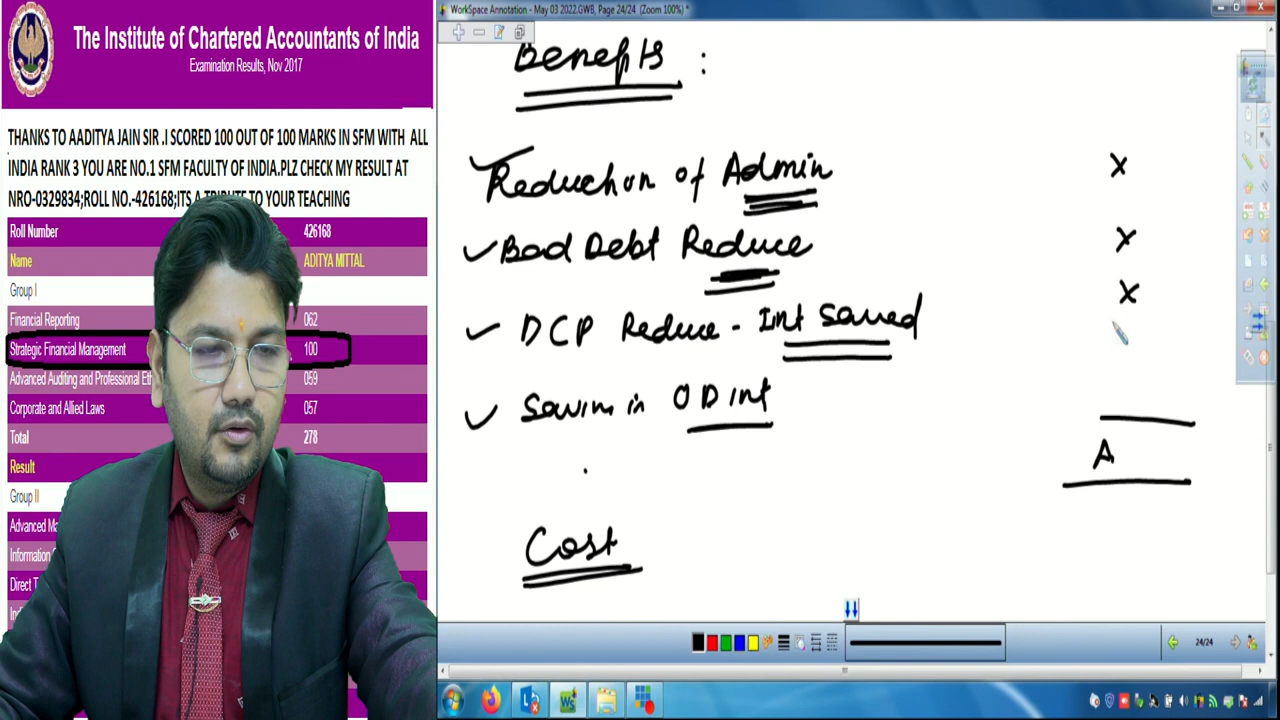 The Institute of Chartered Accountants of India
Examination Results, Nov 2017
THANKS TO AADITYA JAIN SIR .I SCORED 100 OUT OF 100 MARKS IN SFM WITH ALL
INDIA RANK 3 YOU ARE NO.1 SFM FACULTY OF INDIA.PLZ CHECK MY RESULT AT
NRO-0329834;ROLL NO.-426168;ITS A TRIBUTE TO YOUR TEACHING
Roll Number 426168
Name ADITYA MITTAL
Group I
Financial Reporting 062
Strategic Financial Management 100
Advanced Auditing and Professional Eth 059
Corporate and Allied Laws 057
Total 278
Result
Group II
Advanced Ma
Information
Direct T
WorkSpace Annotation - May 03 2022.GWB, Page 24/24 (Zoom 100%) *
Benefits :
Reduction of Admin x
Bad Debt Reduce x
DCP Reduce - Int Saved x
in OD int
A
Cost
24/24